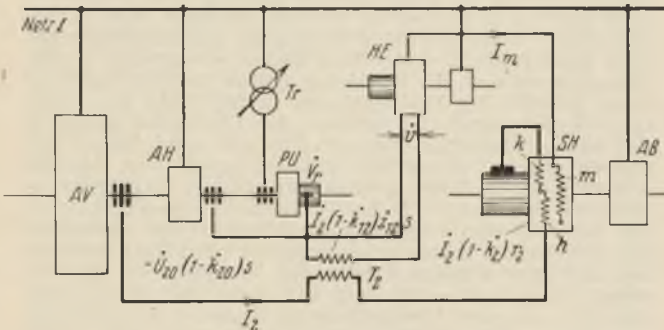 Netz I
HE
I_m
Tr
AH
PU
V̇_r
U̇
k
SH
AB
AV
m
İ_2 (1-k̇_12) ż_12 s
İ_2 (1-k̇_2) r_2
h
-U̇_20 (1-k̇_20) s
T_2
I_2